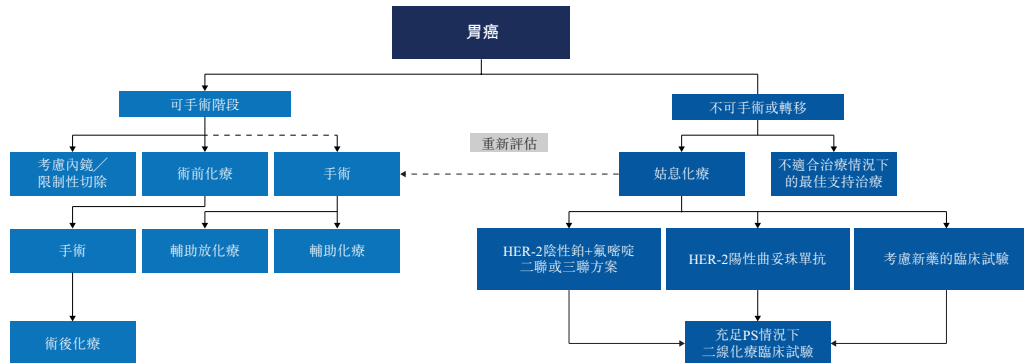 胃癌
可手術階段
不可手術或轉移
重新評估
考慮內鏡／
限制性切除
術前化療
手術
姑息化療
不適合治療情況下
的最佳支持治療
手術
輔助放化療
輔助化療
HER-2陰性鉑+氟嘧啶
二聯或三聯方案
HER-2陽性曲妥珠單抗
考慮新藥的臨床試驗
術後化療
充足PS情況下
二線化療臨床試驗